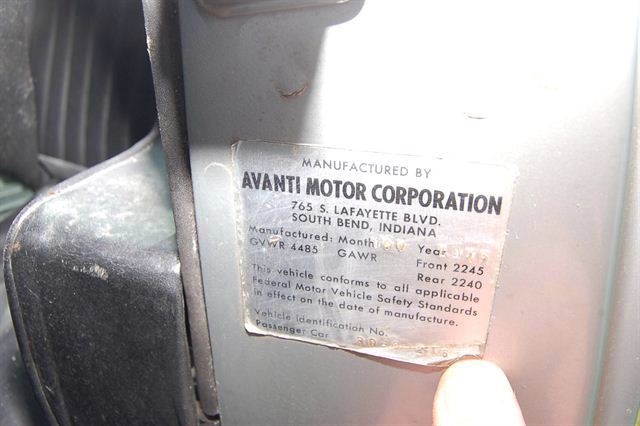 MANUFACTURED BY
AVANTI MOTOR CORPORATION
765 S. LAFAYETTE BLVD.
SOUTH BEND, INDIANA
Manufactured: Month Year
GVWR 4485 GAWR Front 2245
Rear 2240
This vehicle conforms to all applicable
Federal Motor Vehicle Safety Standards
in effect on the date of manufacture.
Vehicle Identification No.
Passenger Car